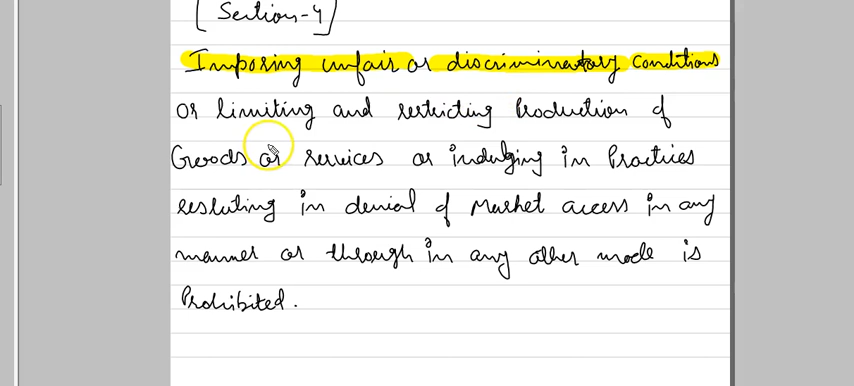 [Section-4]
Imposing unfair or discriminatory conditions
or limiting and restricting Production of
Goods or services or indulging in Practices
resluting in denial of Market access in any
manner or through in any other mode is
Prohibited.